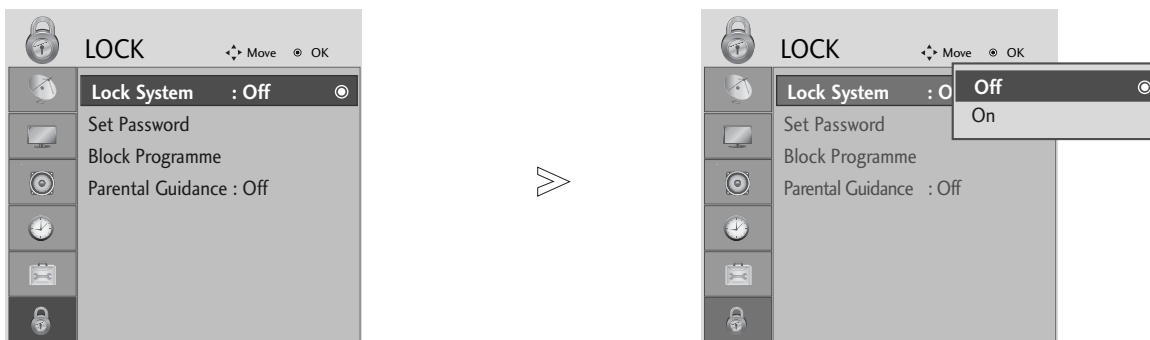 LOCK
Move OK
Lock System : Off
Set Password
Block Programme
Parental Guidance : Off
LOCK
Move OK
Lock System : O
Off
On
Set Password
Block Programme
Parental Guidance : Off